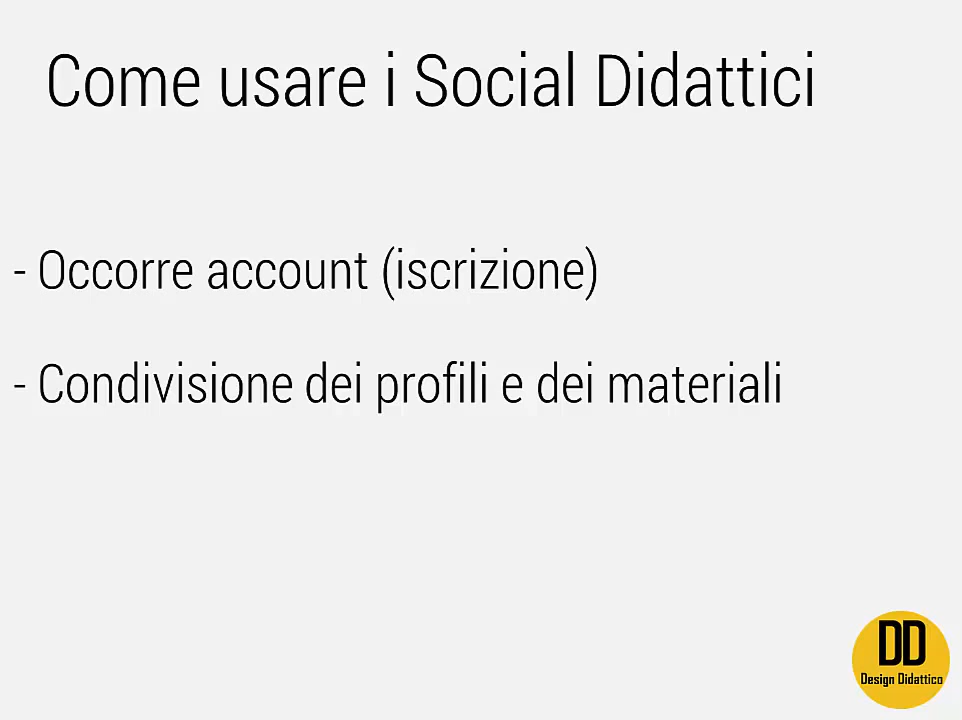 Come usare i Social Didattici
- Occorre account (iscrizione)
- Condivisione dei profili e dei materiali
DD
Design Didattico